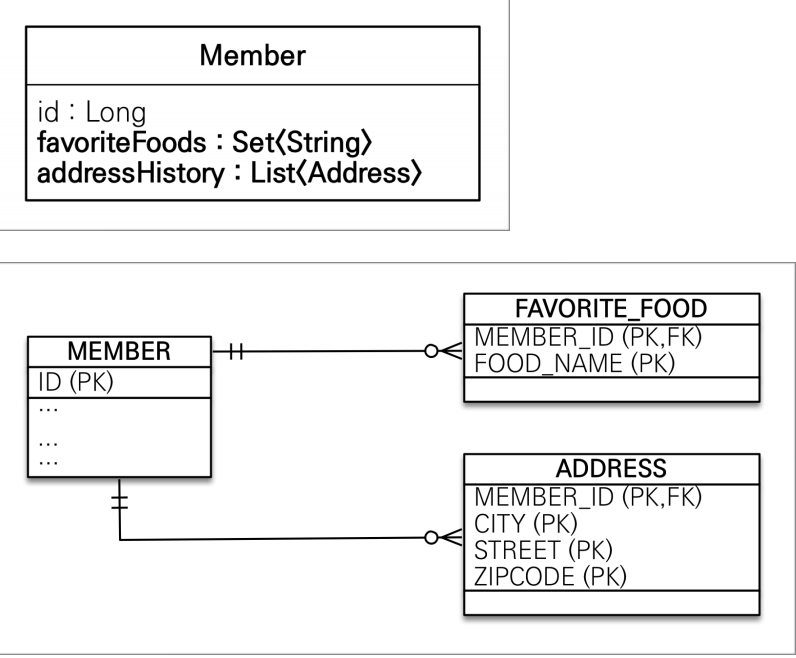 Member
id : Long
favoriteFoods : Set<String>
addressHistory : List<Address>
MEMBER
ID (PK)
...
...
...
FAVORITE_FOOD
MEMBER_ID (PK,FK)
FOOD_NAME (PK)
ADDRESS
MEMBER_ID (PK,FK)
CITY (PK)
STREET (PK)
ZIPCODE (PK)